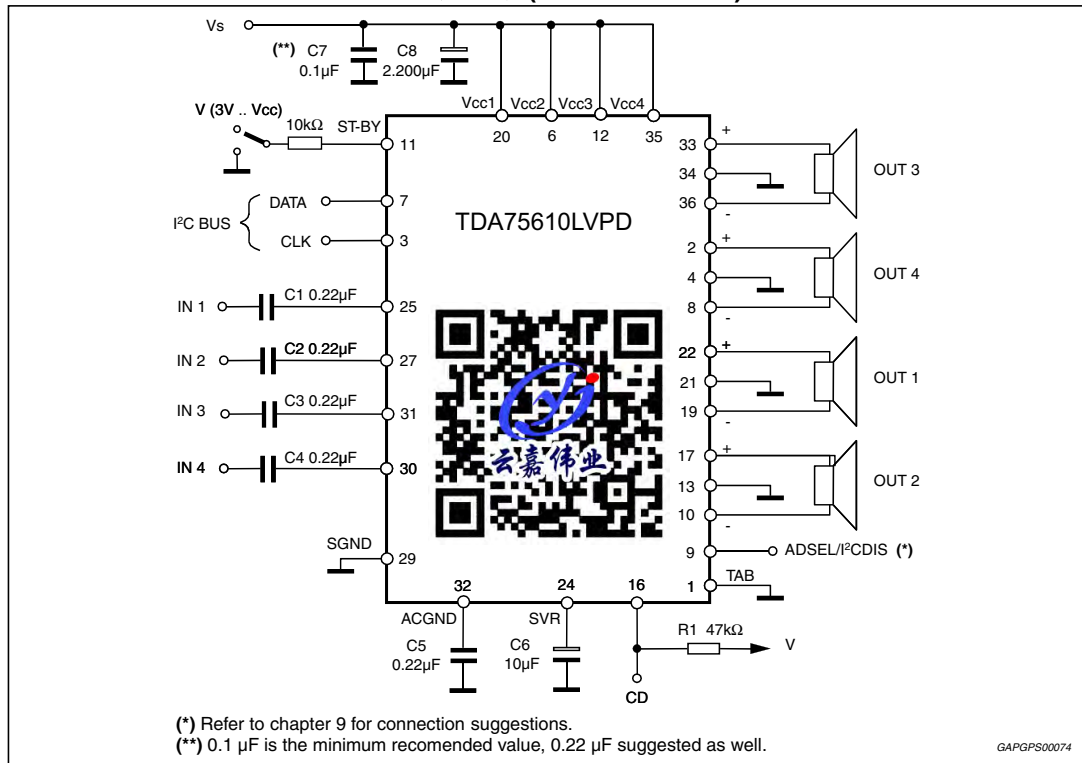 Vs
(**) C7 C8
0.1µF 2.200µF
Vcc1 Vcc2 Vcc3 Vcc4
20 6 12 35
V (3V .. Vcc)
10kΩ ST-BY
11
I²C BUS
DATA 7
CLK 3
TDA75610LVPD
IN 1 C1 0.22µF 25
IN 2 C2 0.22µF 27
IN 3 C3 0.22µF 31
IN 4 C4 0.22µF 30
SGND 29
云嘉伟业
33 +
34 OUT 3
36 -
2 +
4 OUT 4
8 -
22 +
21 OUT 1
19 -
17 +
13 OUT 2
10 -
9 ADSEL/I²CDIS (*)
1 TAB
32 24 16
ACGND SVR
C5 C6
0.22µF 10µF
R1 47kΩ V
CD
(*) Refer to chapter 9 for connection suggestions.
(**) 0.1 µF is the minimum recomended value, 0.22 µF suggested as well.
GAPGPS00074